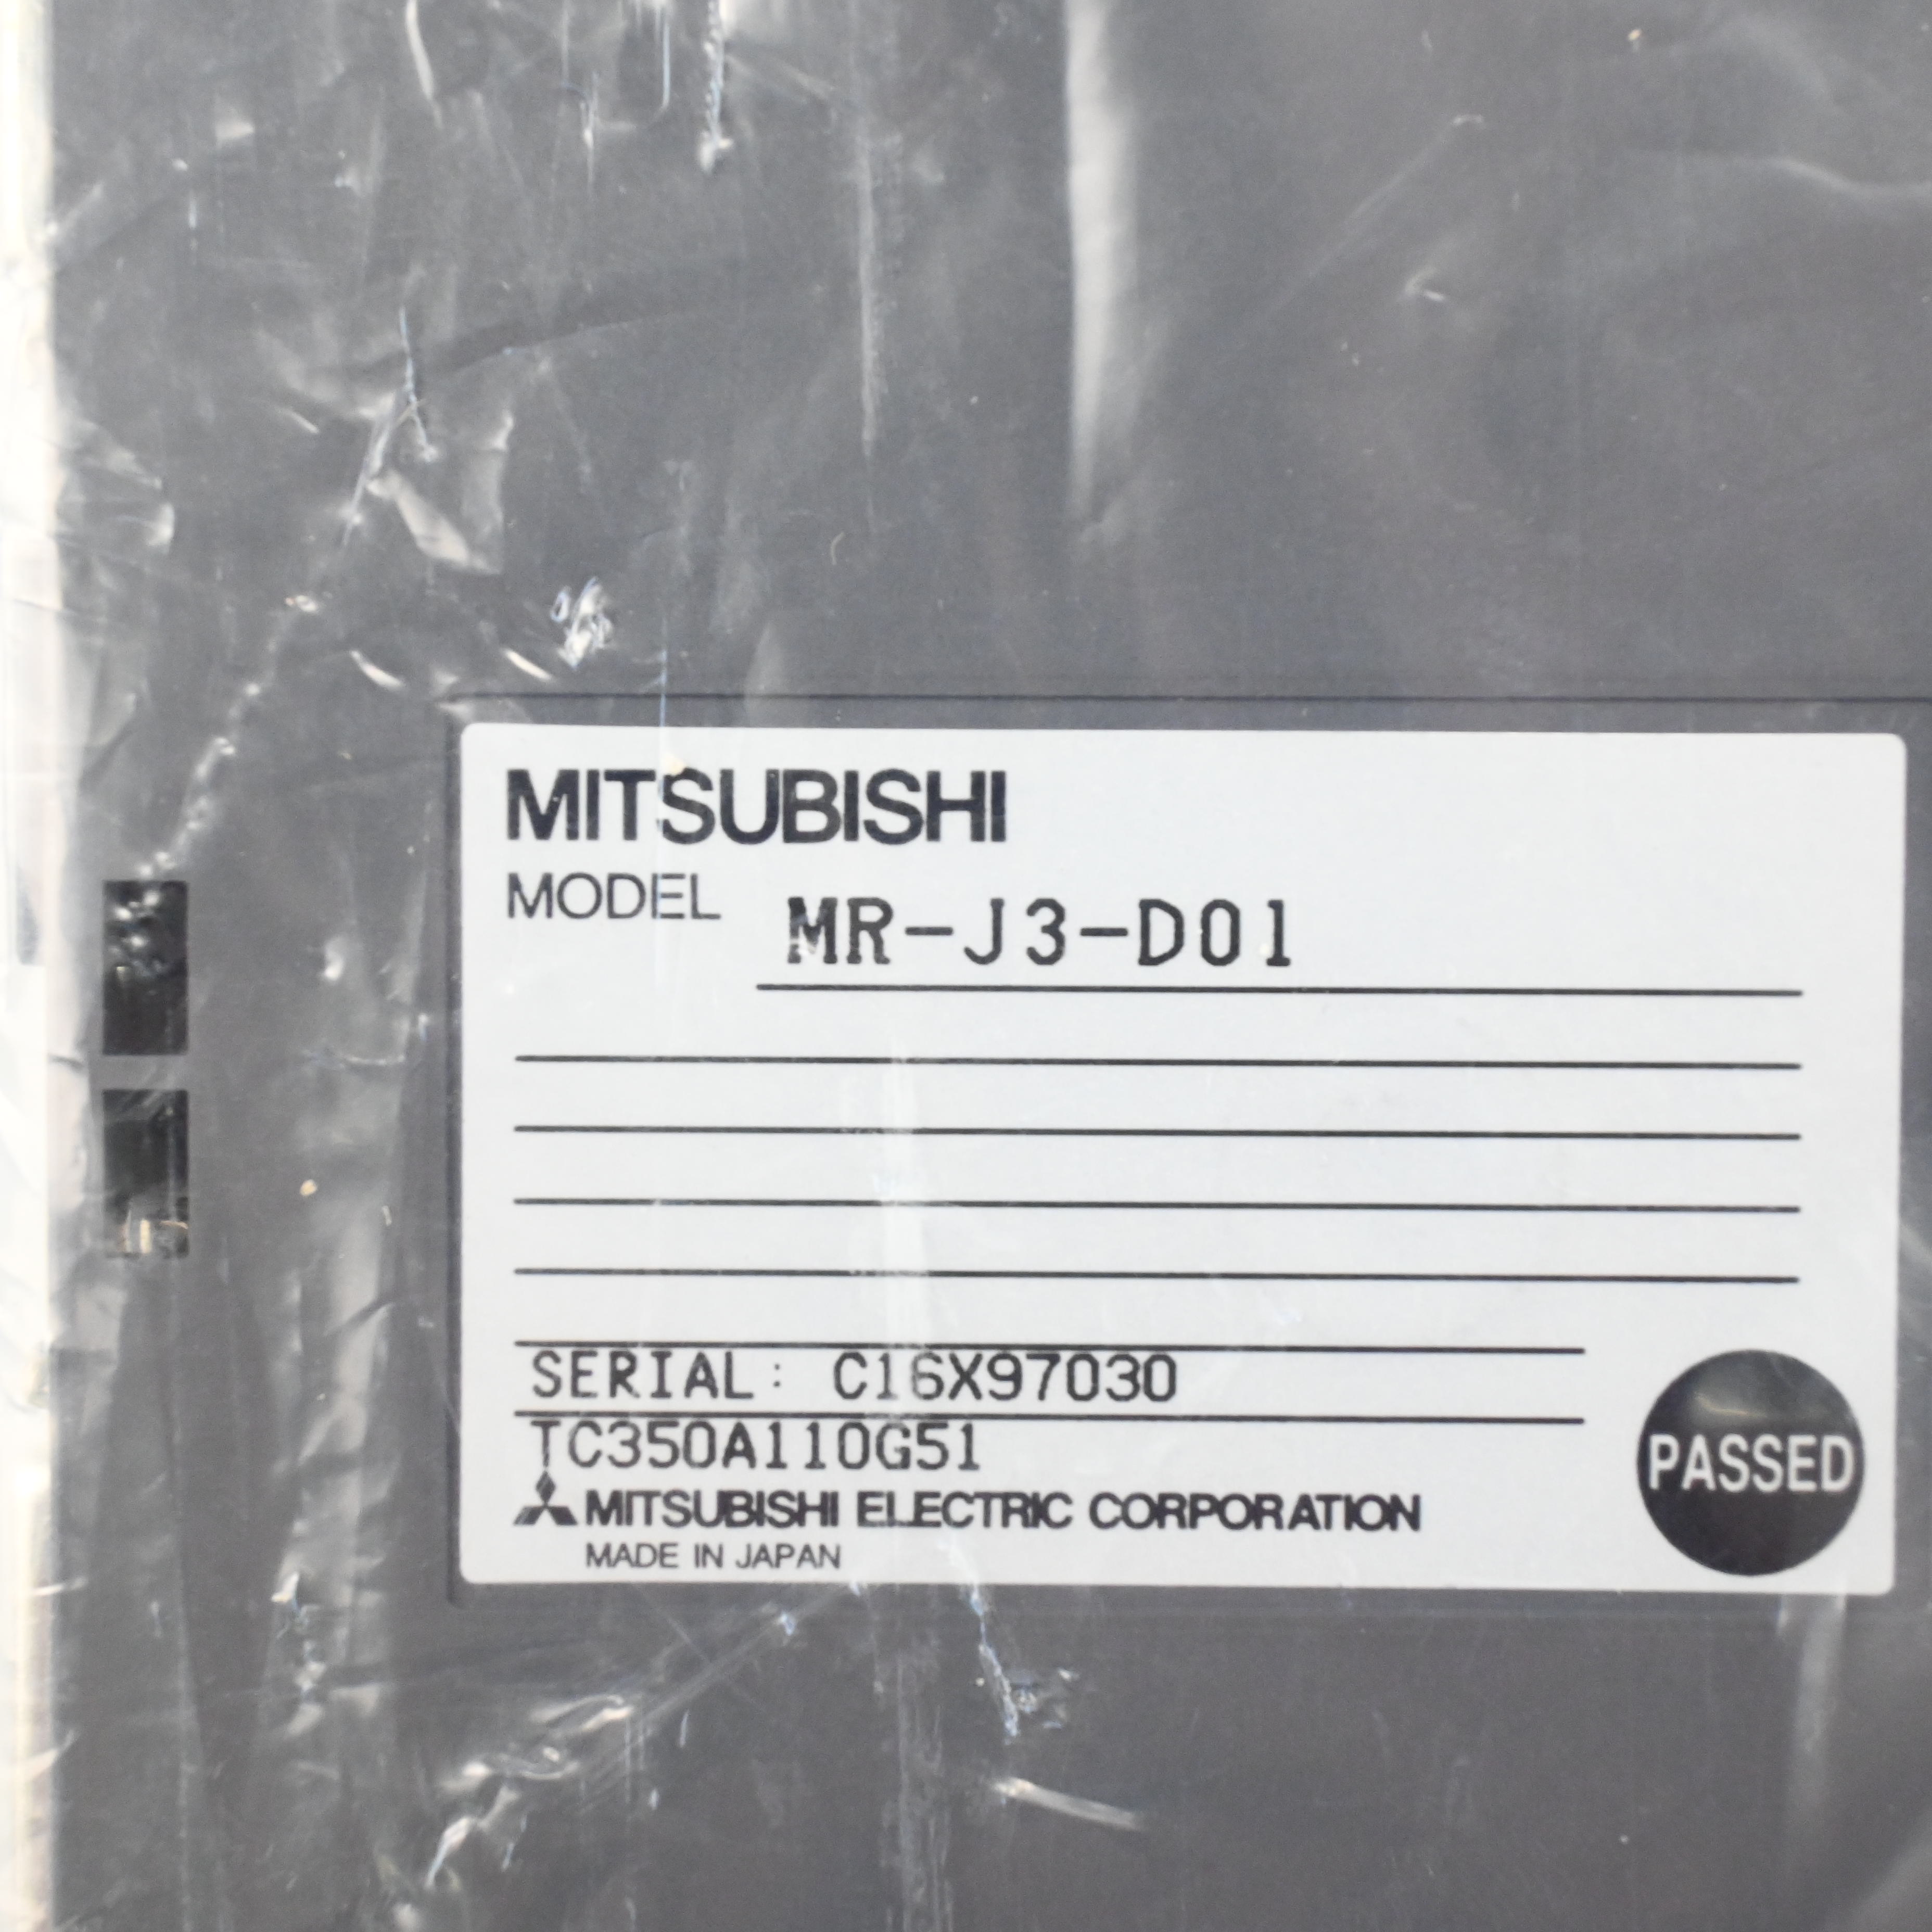 MITSUBISHI
MODEL MR-J3-D01
SERIAL: C16X97030
TC350A110G51
MITSUBISHI ELECTRIC CORPORATION
MADE IN JAPAN
PASSED